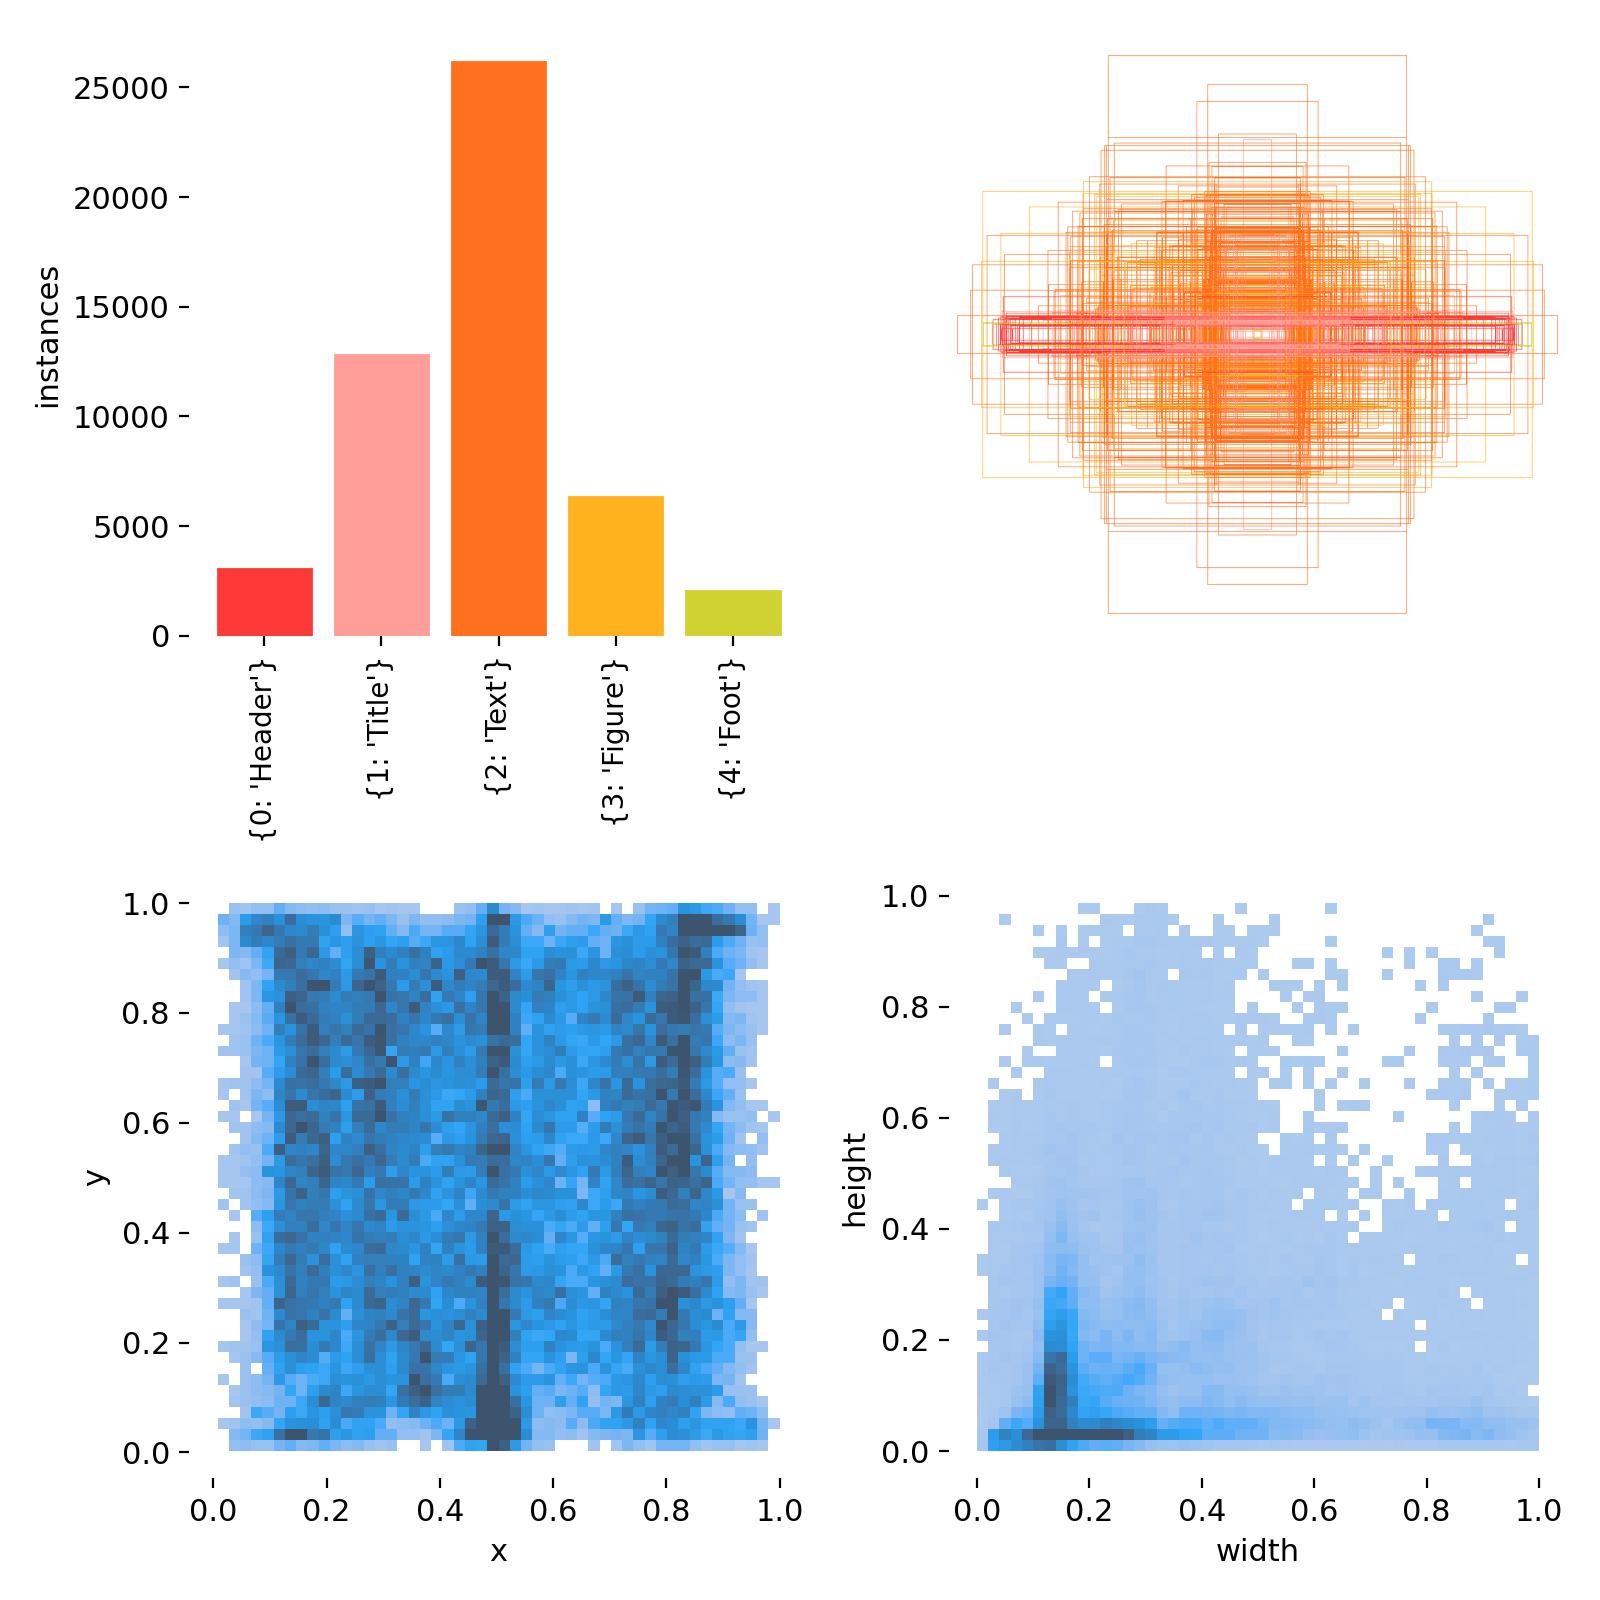 25000
20000
15000
10000
5000
0
instances
{0: 'Header'}
{1: 'Title'}
{2: 'Text'}
{3: 'Figure'}
{4: 'Foot'}
1.0
0.8
0.6
0.4
0.2
0.0
y
0.0 0.2 0.4 0.6 0.8 1.0
x
1.0
0.8
0.6
0.4
0.2
0.0
height
0.0 0.2 0.4 0.6 0.8 1.0
width